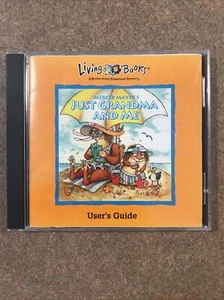 Living Books
MERCER MAYER'S
JUST GRANDMA
AND ME
User's Guide